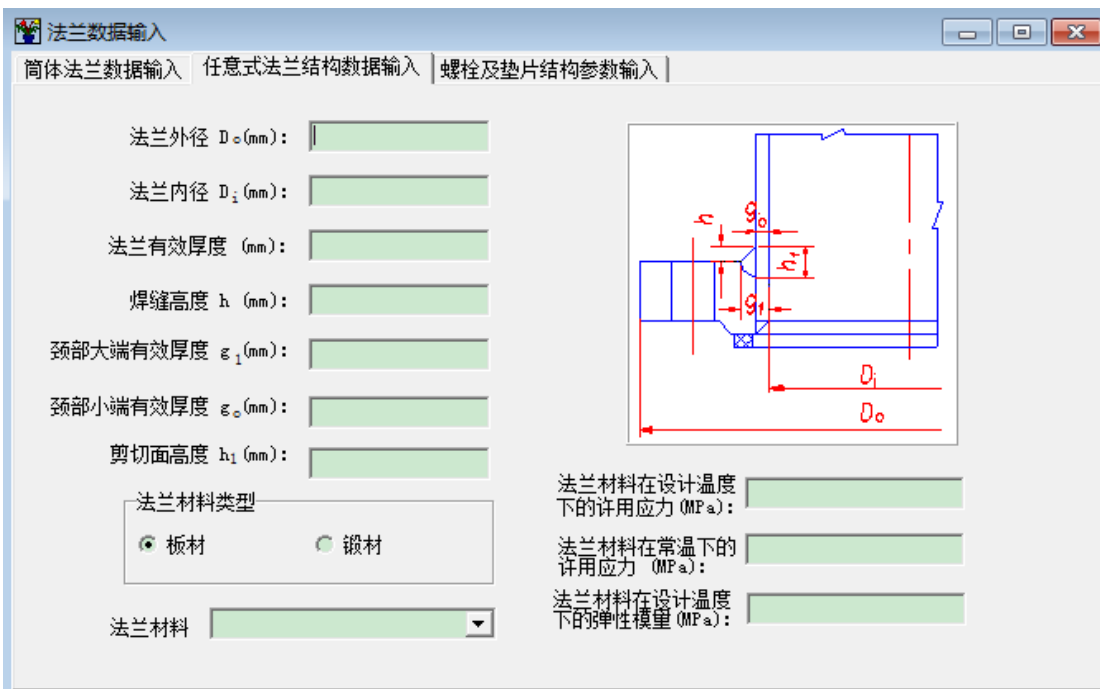 法兰数据输入
筒体法兰数据输入 任意式法兰结构数据输入 螺栓及垫片结构参数输入
法兰外径 Do(mm):
法兰内径 Di(mm):
法兰有效厚度 (mm):
焊缝高度 h (mm):
颈部大端有效厚度 g1(mm):
颈部小端有效厚度 go(mm):
剪切面高度 h1(mm):
法兰材料类型
板材 锻材
法兰材料
h go
h1
g1
Di
Do
法兰材料在设计温度
下的许用应力(MPa):
法兰材料在常温下的
许用应力 (MPa):
法兰材料在设计温度
下的弹性模量(MPa):